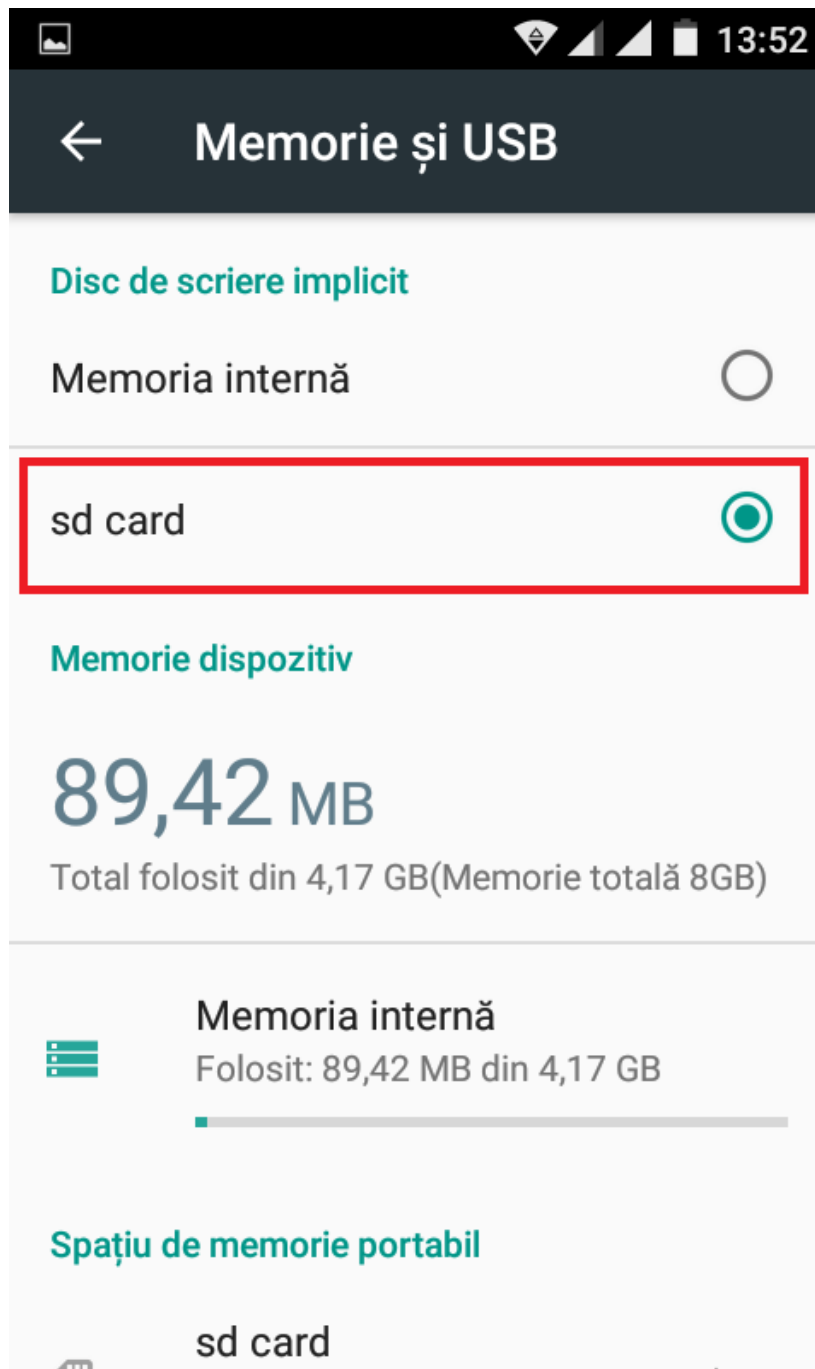 13:52
Memorie și USB
Disc de scriere implicit
Memoria internă
sd card
Memorie dispozitiv
89,42 MB
Total folosit din 4,17 GB(Memorie totală 8GB)
Memoria internă
Folosit: 89,42 MB din 4,17 GB
Spațiu de memorie portabil
sd card